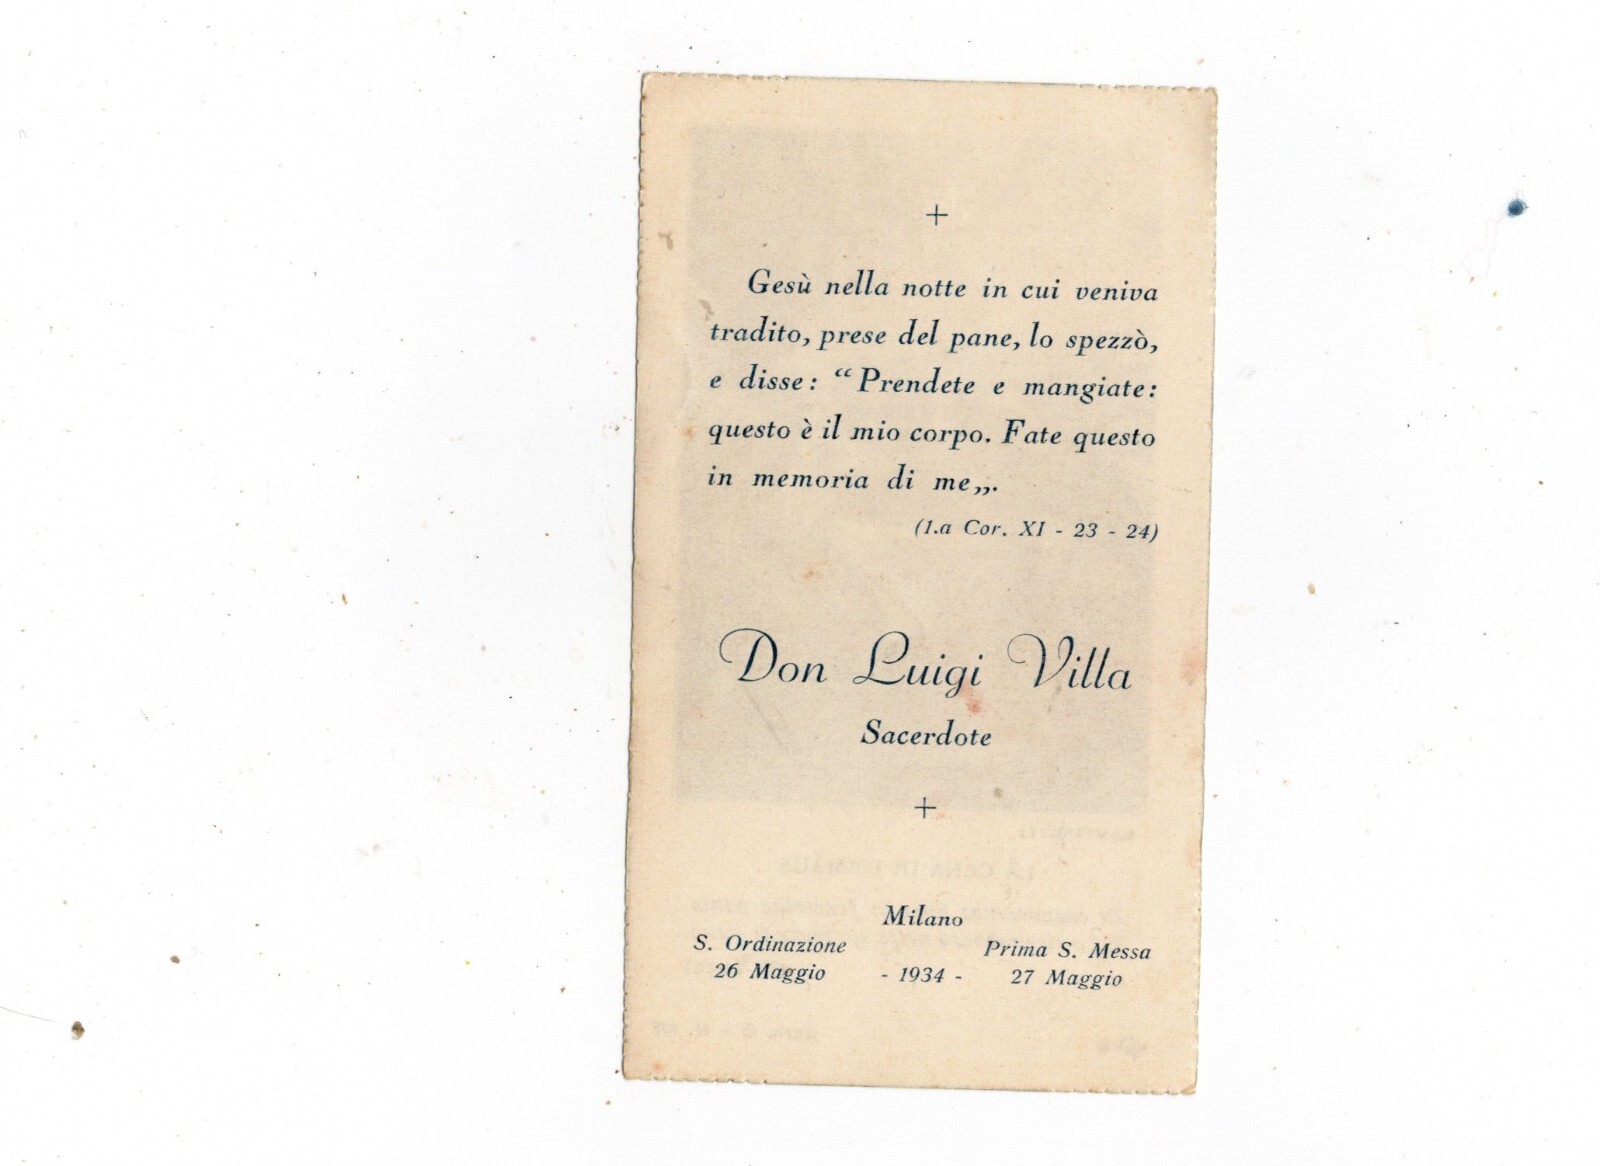 +
Gesù nella notte in cui veniva
tradito, prese del pane, lo spezzò,
e disse: “Prendete e mangiate:
questo è il mio corpo. Fate questo
in memoria di me„.
(1.a Cor. XI - 23 - 24)
Don Luigi Villa
Sacerdote
+
Milano
S. Ordinazione Prima S. Messa
26 Maggio - 1934 - 27 Maggio